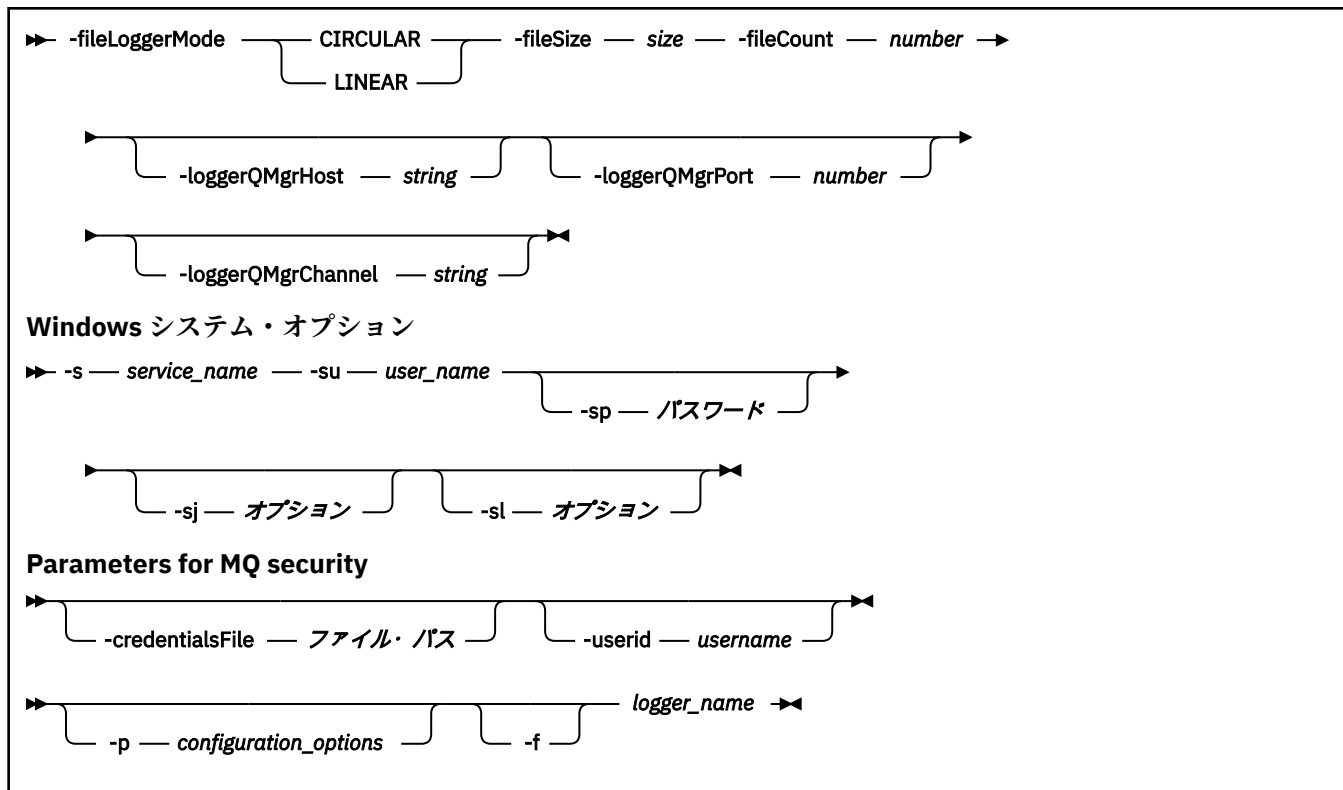 -fileLoggerMode CIRCULAR -fileSize size -fileCount number
LINEAR
-loggerQMgrHost string -loggerQMgrPort number
-loggerQMgrChannel string
Windows システム・オプション
-s service_name -su user_name
-sp パスワード
-sj オプション -sl オプション
Parameters for MQ security
-credentialsFile ファイル・パス -userid username
logger_name
-p configuration_options -f